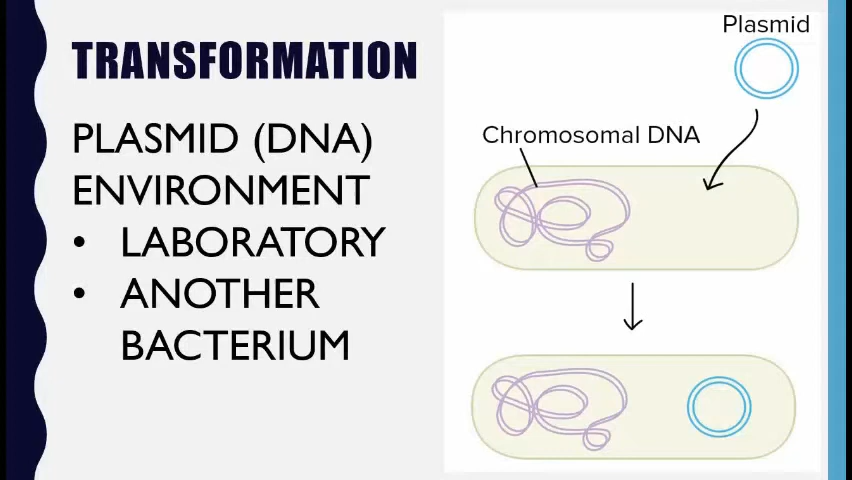 TRANSFORMATION
PLASMID (DNA)
ENVIRONMENT
• LABORATORY
• ANOTHER
BACTERIUM
Plasmid
Chromosomal DNA